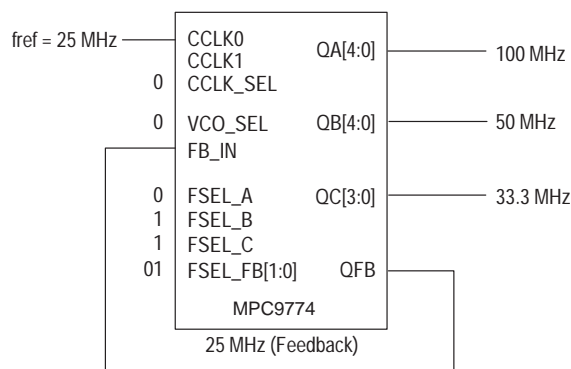 fref = 25 MHz CCLK0 QA[4:0] 100 MHz
CCLK1
0 CCLK_SEL
0 VCO_SEL QB[4:0] 50 MHz
FB_IN
0 FSEL_A QC[3:0] 33.3 MHz
1 FSEL_B
1 FSEL_C
01 FSEL_FB[1:0] QFB
MPC9774
25 MHz (Feedback)